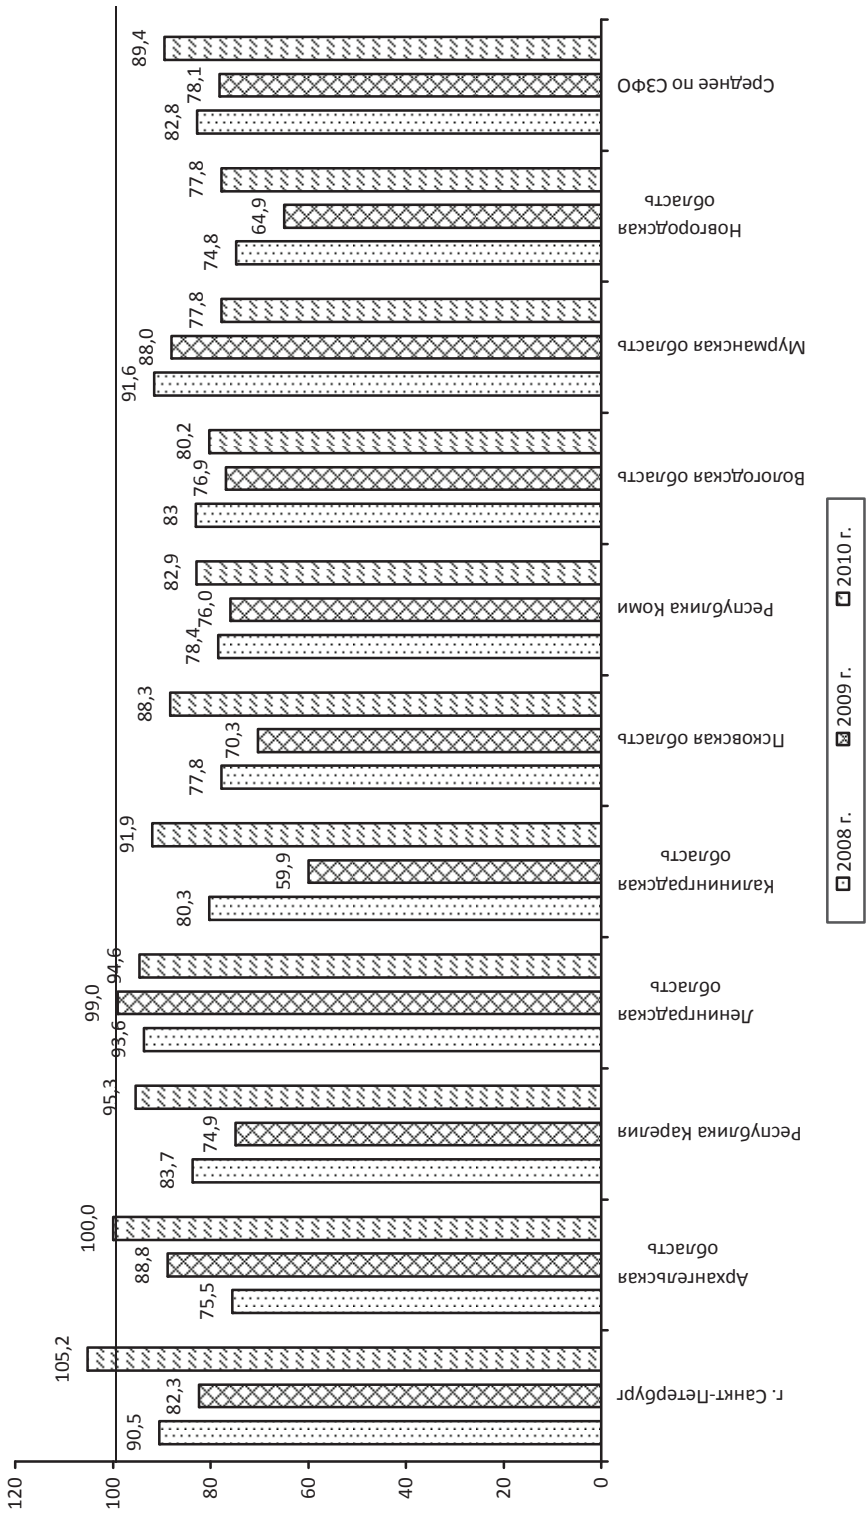 120
100
80
60
40
20
0
90,5
82,3
105,2
75,5
88,8
100,0
83,7
74,9
95,3
93,6
99,0
94,6
80,3
59,9
91,9
77,8
70,3
88,3
78,4
76,0
82,9
83
76,9
80,2
91,6
88,0
77,8
74,8
64,9
77,8
82,8
78,1
89,4
г. Санкт-Петербург
Архангельская
область
Республика Карелия
Ленинградская
область
Калининградская
область
Псковская область
Республика Коми
Вологодская область
Мурманская область
Новгородская
область
Среднее по СЗФО
2008 г.
2009 г.
2010 г.